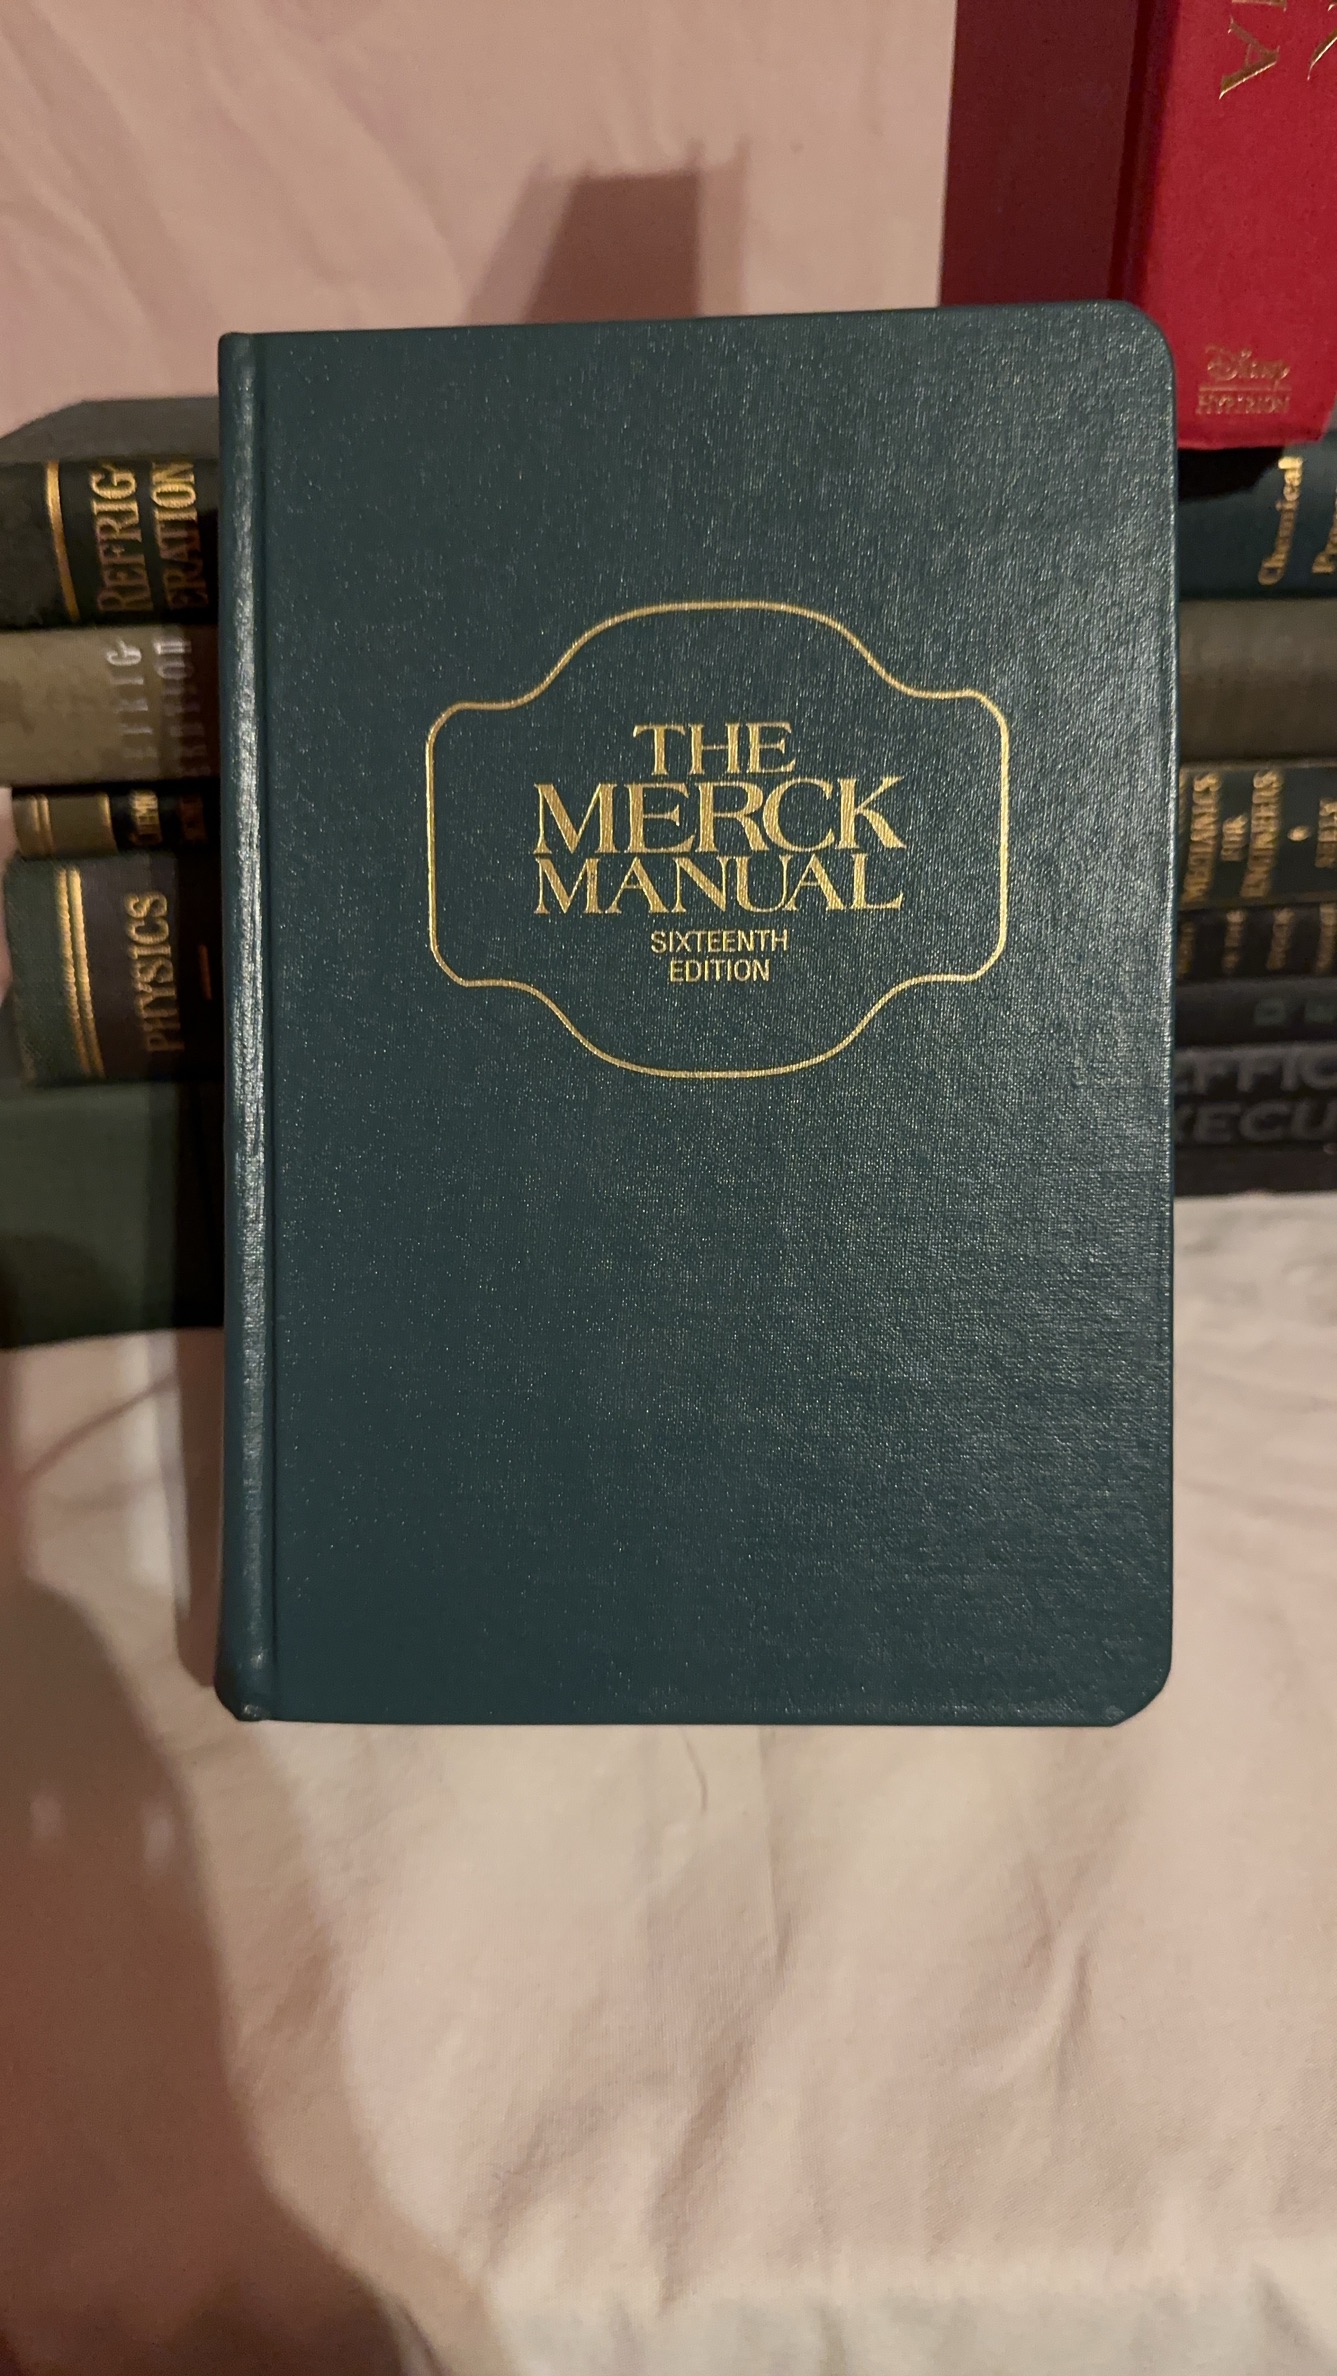 THE
MERCK
MANUAL
SIXTEENTH
EDITION
REFRIG-
ERATION
PHYSICS
Disney
HYPERION
Chemical
MECHANICS
FOR
ENGINEERS